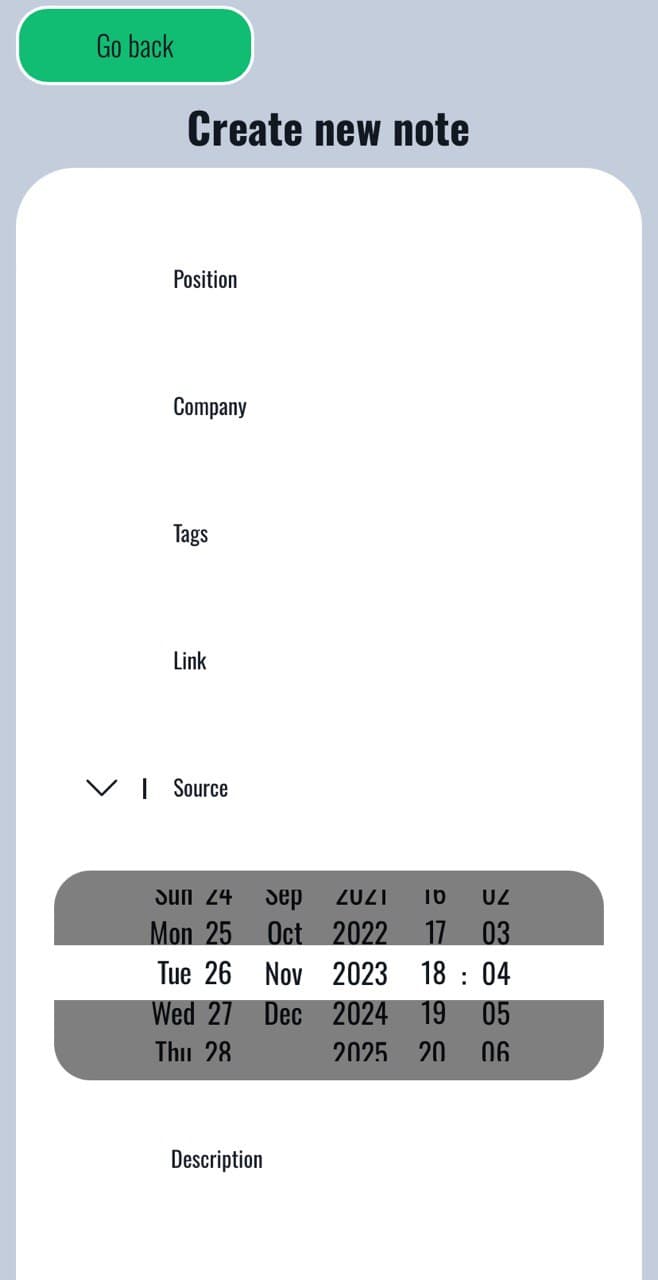 Go back
Create new note
Position
Company
Tags
Link
Source
Sun 24 Sep 2021 16 02
Mon 25 Oct 2022 17 03
Tue 26 Nov 2023 18 : 04
Wed 27 Dec 2024 19 05
Thu 28 2025 20 06
Description